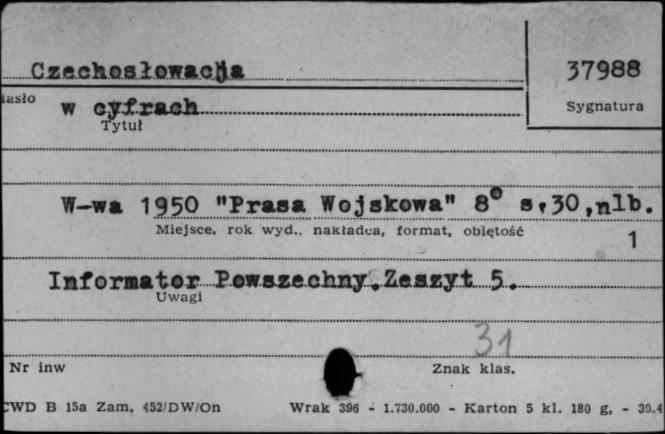 Czechosłowacja
37988
iasło
Sygnatura
w cyfrach
Tytuł
W-wa 1950 "Prasa Wojskowa" 8° s.30,nlb.
Miejsce, rok wyd., nakładca, format, objętość
1
Informator Powszechny.Zeszyt 5.
Uwagi
31
Nr inw
Znak klas.
CWD B 15a Zam. 452/DW/On Wrak 396 - 1.730.000 - Karton 5 kl. 180 g. - 30.4